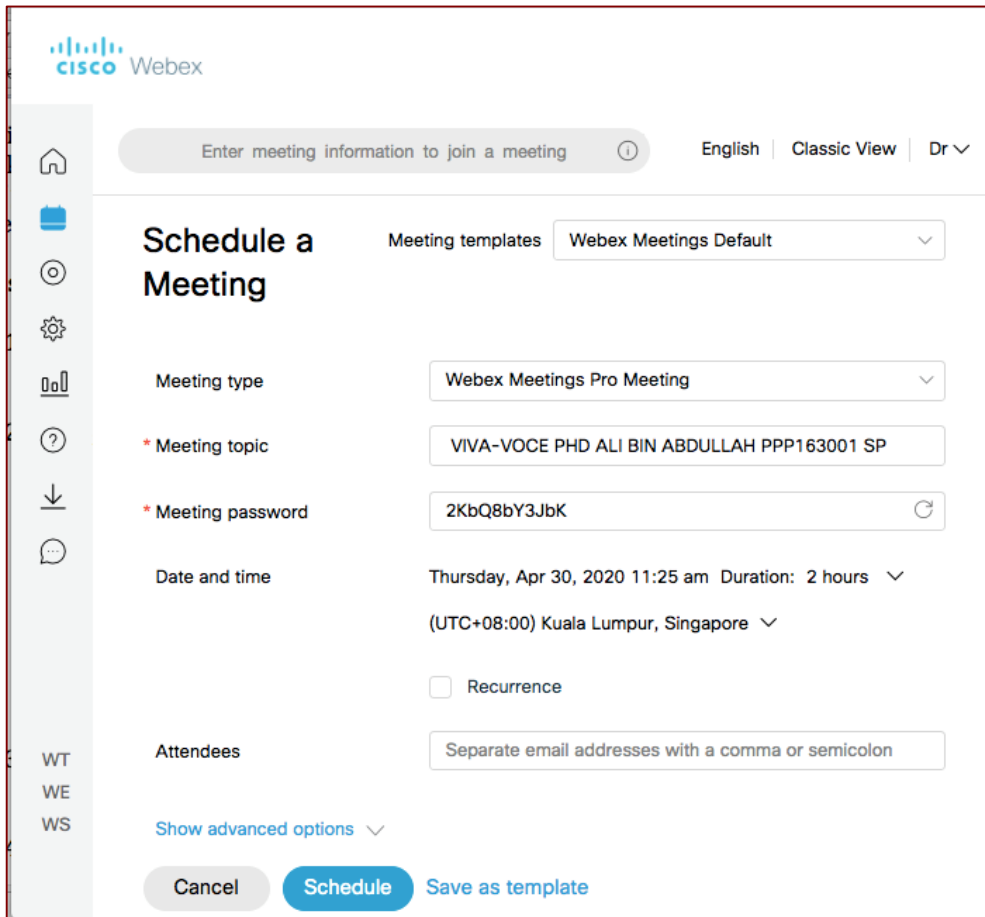 CISCO Webex
Enter meeting information to join a meeting
English Classic View Dr
Schedule a
Meeting
Meeting templates Webex Meetings Default
Meeting type Webex Meetings Pro Meeting
* Meeting topic VIVA-VOCE PHD ALI BIN ABDULLAH PPP163001 SP
* Meeting password 2KbQ8bY3JbK
Date and time Thursday, Apr 30, 2020 11:25 am Duration: 2 hours
(UTC+08:00) Kuala Lumpur, Singapore
Recurrence
Attendees Separate email addresses with a comma or semicolon
WT
WE
WS
Show advanced options
Cancel Schedule Save as template